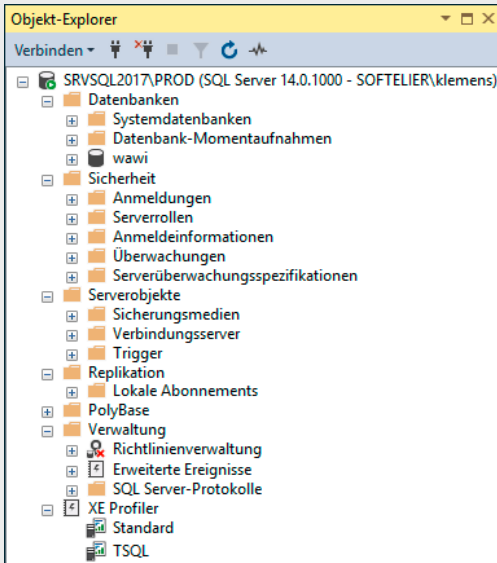 Objekt-Explorer
Verbinden
SRVSQL2017\PROD (SQL Server 14.0.1000 - SOFTELIER\klemens)
Datenbanken
Systemdatenbanken
Datenbank-Momentaufnahmen
wawi
Sicherheit
Anmeldungen
Serverrollen
Anmeldeinformationen
Überwachungen
Serverüberwachungsspezifikationen
Serverobjekte
Sicherungsmedien
Verbindungsserver
Trigger
Replikation
Lokale Abonnements
PolyBase
Verwaltung
Richtlinienverwaltung
Erweiterte Ereignisse
SQL Server-Protokolle
XE Profiler
Standard
TSQL